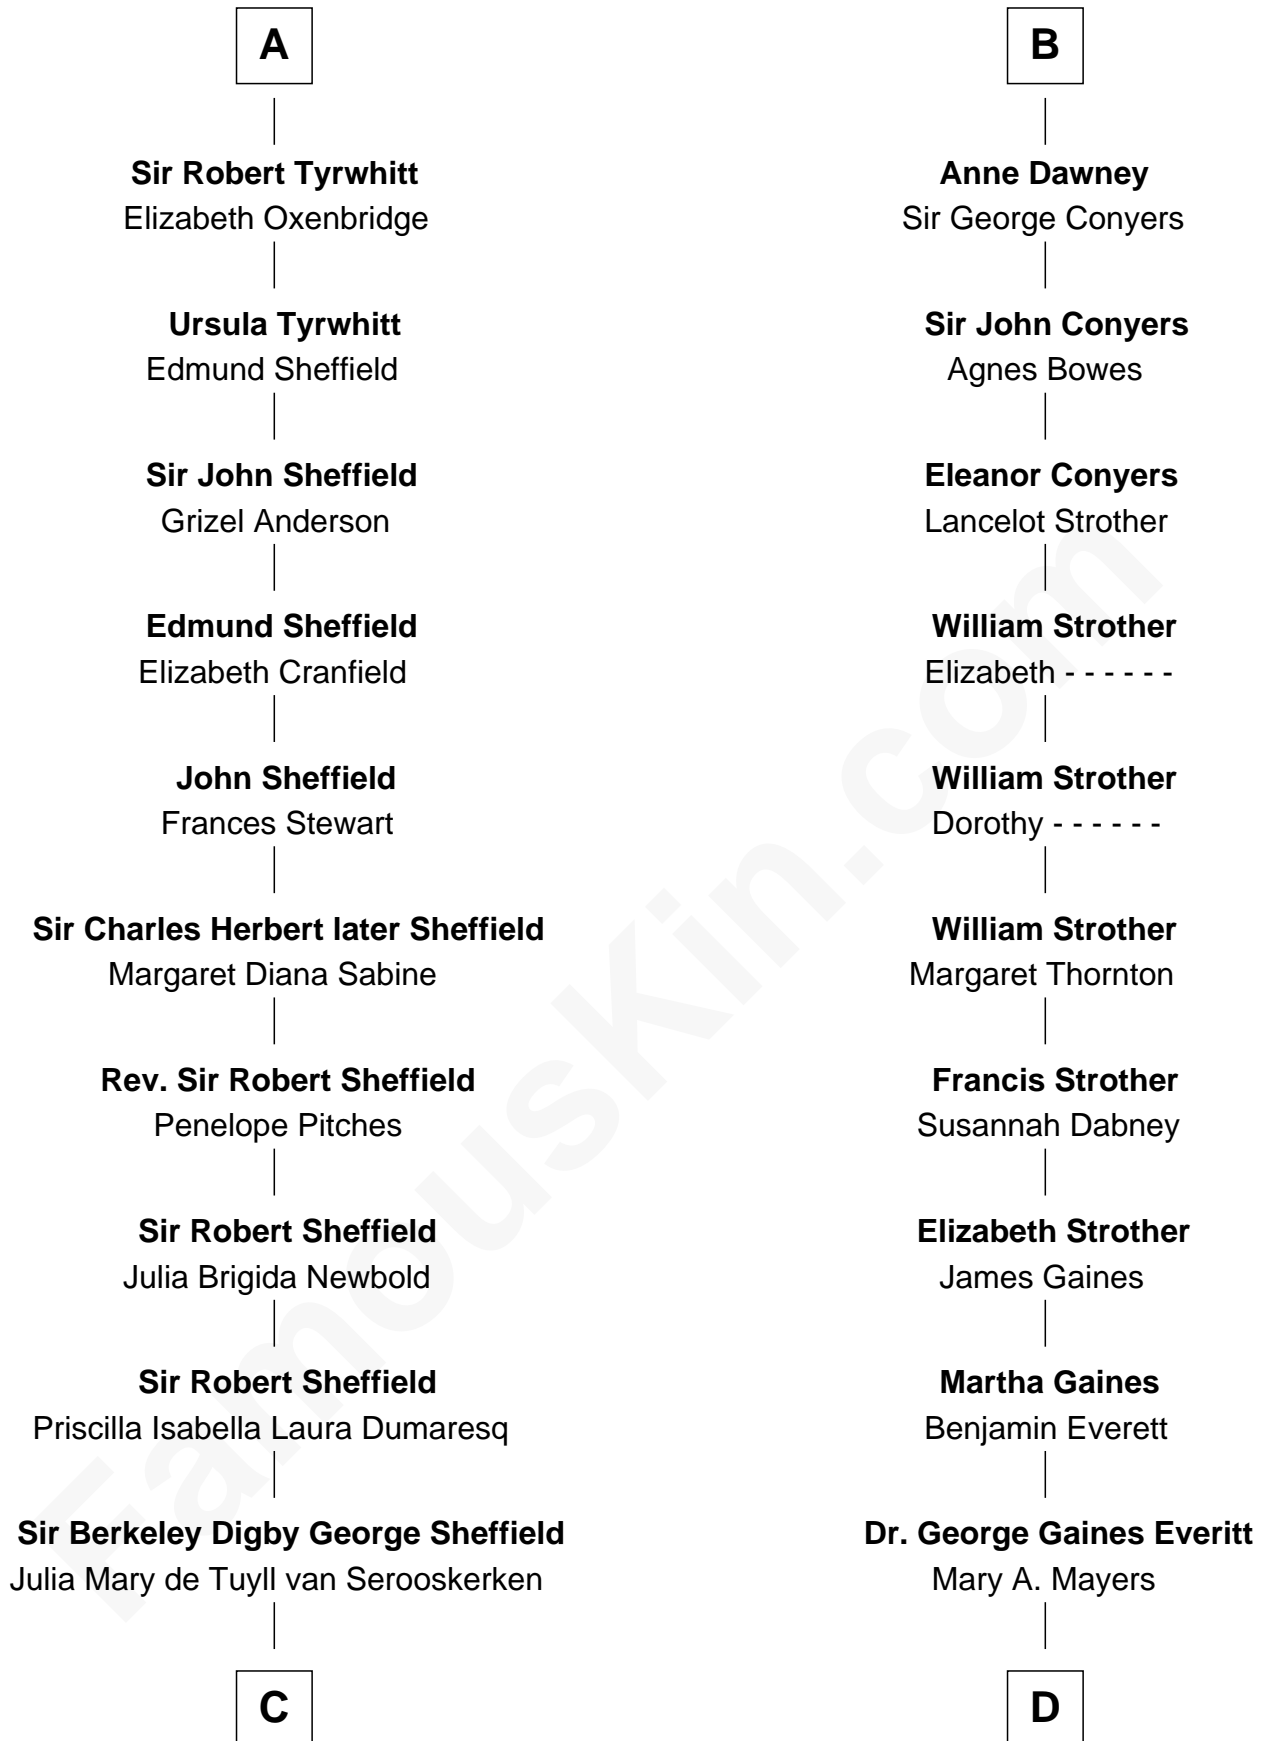 A
Sir Robert Tyrwhitt
Elizabeth Oxenbridge
Ursula Tyrwhitt
Edmund Sheffield
Sir John Sheffield
Grizel Anderson
Edmund Sheffield
Elizabeth Cranfield
John Sheffield
Frances Stewart
Sir Charles Herbert later Sheffield
Margaret Diana Sabine
Rev. Sir Robert Sheffield
Penelope Pitches
Sir Robert Sheffield
Julia Brigida Newbold
Sir Robert Sheffield
Priscilla Isabella Laura Dumaresq
Sir Berkeley Digby George Sheffield
Julia Mary de Tuyll van Serooskerken
C
B
Anne Dawney
Sir George Conyers
Sir John Conyers
Agnes Bowes
Eleanor Conyers
Lancelot Strother
William Strother
Elizabeth - - - - - -
William Strother
Dorothy - - - - - -
William Strother
Margaret Thornton
Francis Strother
Susannah Dabney
Elizabeth Strother
James Gaines
Martha Gaines
Benjamin Everett
Dr. George Gaines Everitt
Mary A. Mayers
D
FamousKin.com